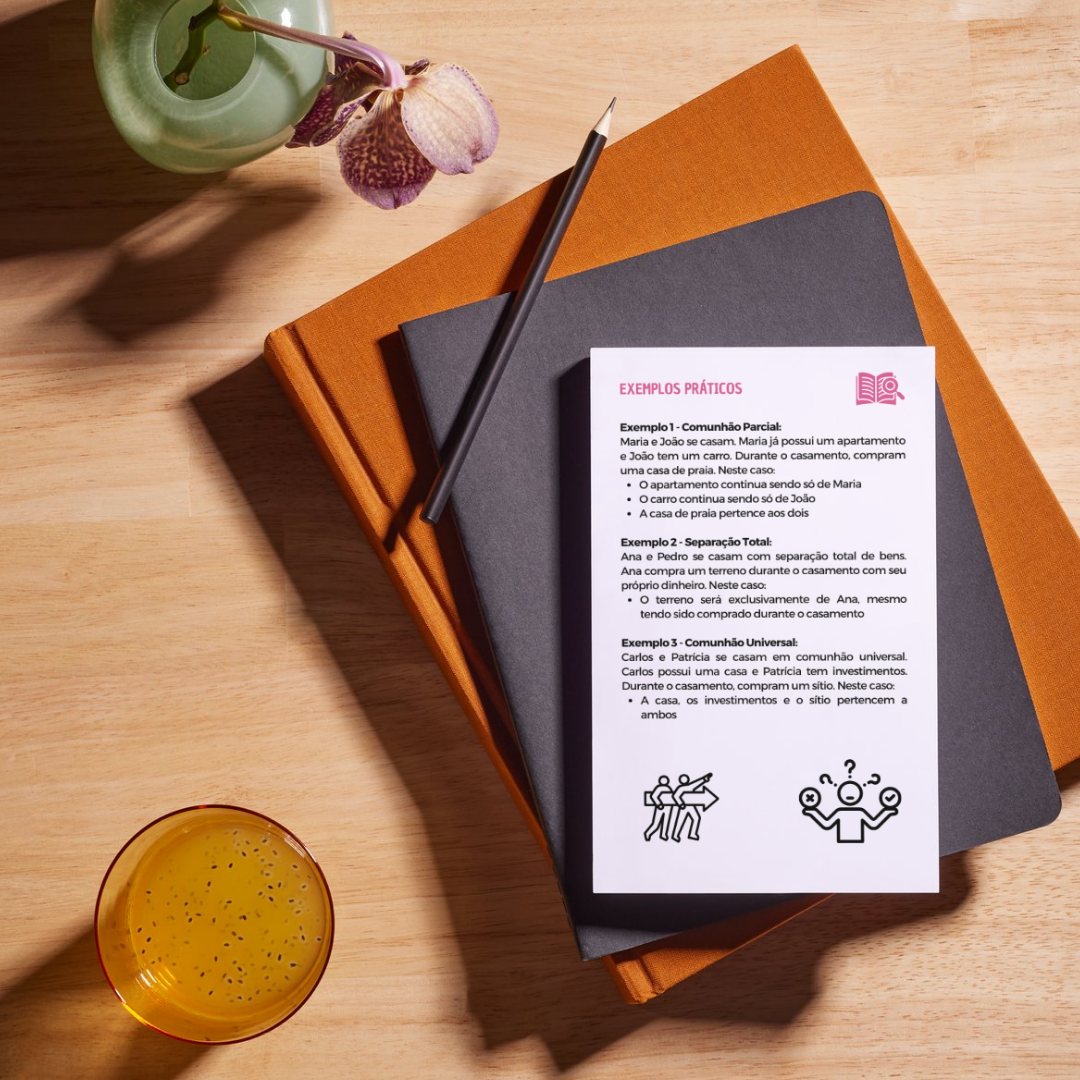 EXEMPLOS PRÁTICOS
Exemplo 1 - Comunhão Parcial:
Maria e João se casam. Maria já possui um apartamento
e João tem um carro. Durante o casamento, compram
uma casa de praia. Neste caso:
• O apartamento continua sendo só de Maria
• O carro continua sendo só de João
• A casa de praia pertence aos dois
Exemplo 2 - Separação Total:
Ana e Pedro se casam com separação total de bens.
Ana compra um terreno durante o casamento com seu
próprio dinheiro. Neste caso:
• O terreno será exclusivamente de Ana, mesmo
tendo sido comprado durante o casamento
Exemplo 3 - Comunhão Universal:
Carlos e Patrícia se casam em comunhão universal.
Carlos possui uma casa e Patrícia tem investimentos.
Durante o casamento, compram um sítio. Neste caso:
• A casa, os investimentos e o sítio pertencem a
ambos
? ? ?